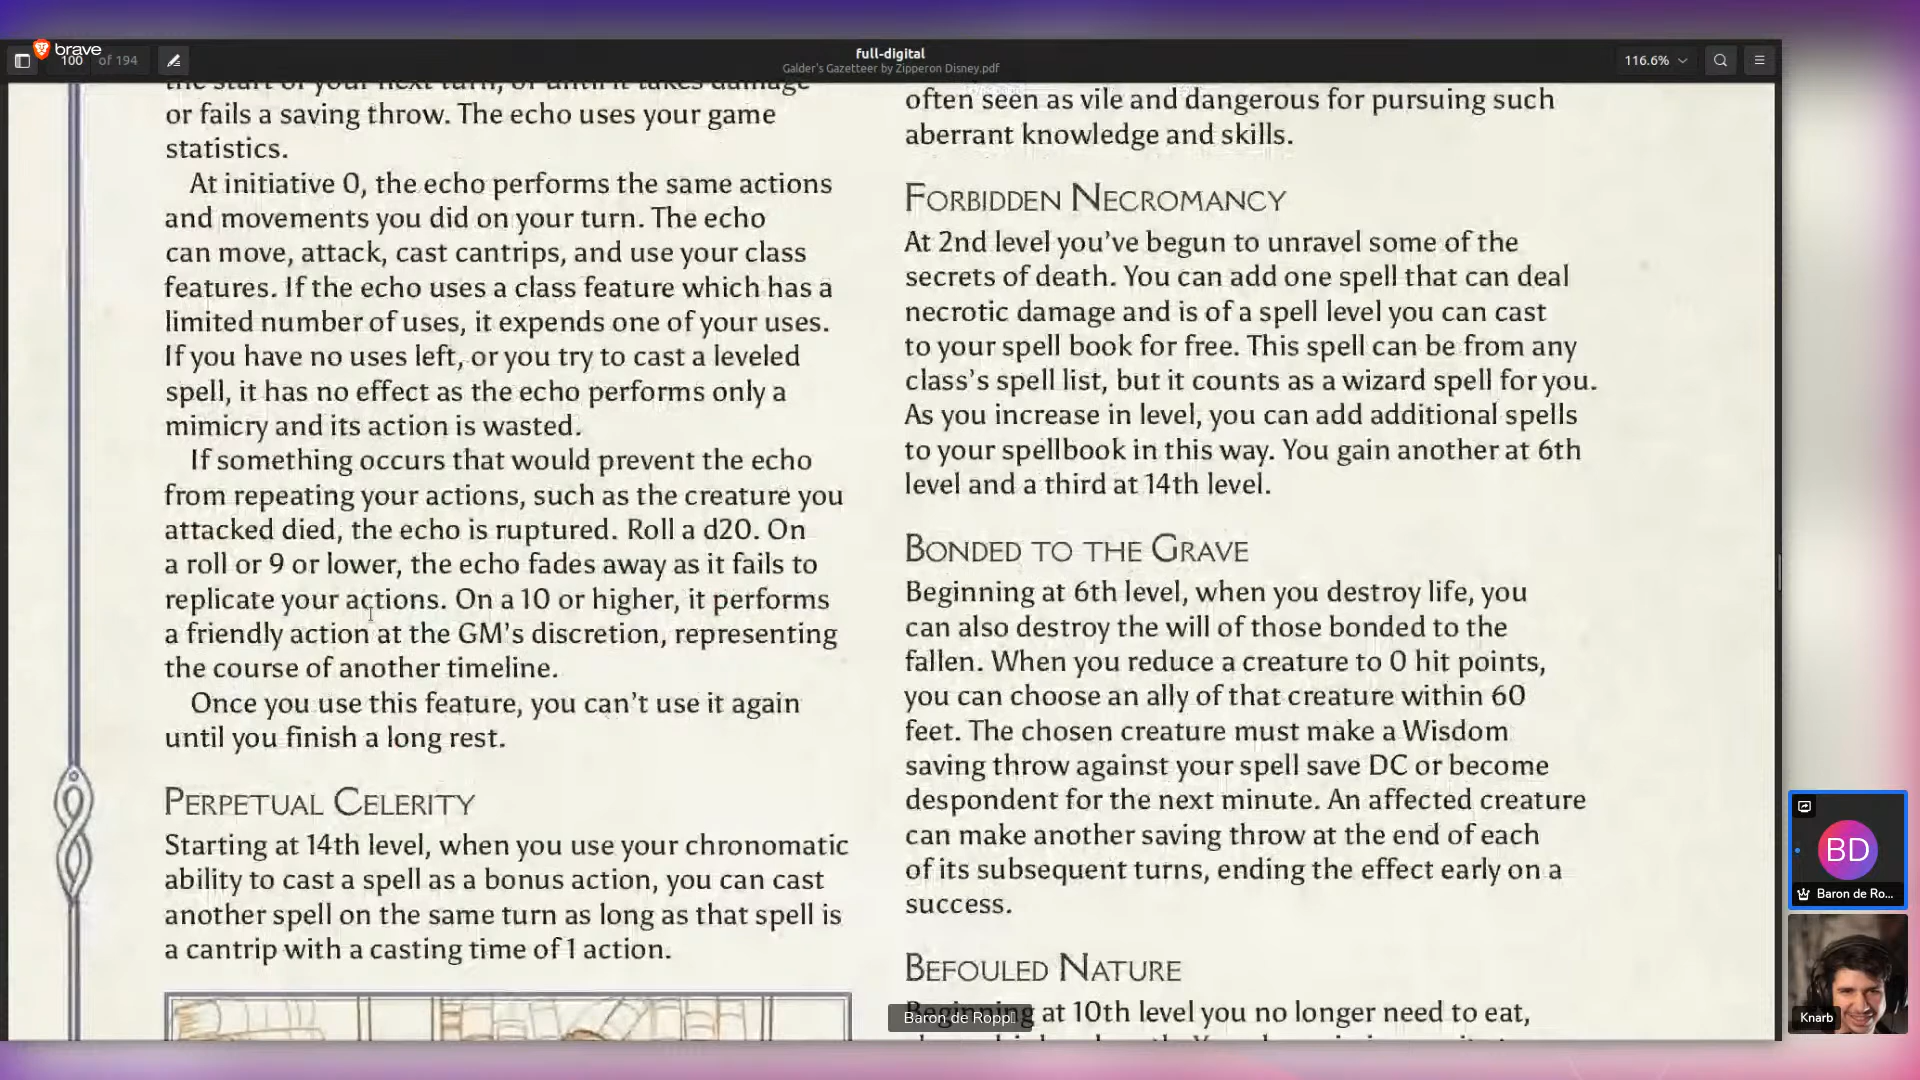 brave
100 of 194
full-digital
Galder's Gazetteer by Zipperon Disney.pdf
116.6%
the start of your next turn, or until it takes damage
or fails a saving throw. The echo uses your game
statistics.
At initiative 0, the echo performs the same actions
and movements you did on your turn. The echo
can move, attack, cast cantrips, and use your class
features. If the echo uses a class feature which has a
limited number of uses, it expends one of your uses.
If you have no uses left, or you try to cast a leveled
spell, it has no effect as the echo performs only a
mimicry and its action is wasted.
If something occurs that would prevent the echo
from repeating your actions, such as the creature you
attacked died, the echo is ruptured. Roll a d20. On
a roll or 9 or lower, the echo fades away as it fails to
replicate your actions. On a 10 or higher, it performs
a friendly action at the GM's discretion, representing
the course of another timeline.
Once you use this feature, you can't use it again
until you finish a long rest.
PERPETUAL CELERITY
Starting at 14th level, when you use your chronomatic
ability to cast a spell as a bonus action, you can cast
another spell on the same turn as long as that spell is
a cantrip with a casting time of 1 action.
often seen as vile and dangerous for pursuing such
aberrant knowledge and skills.
FORBIDDEN NECROMANCY
At 2nd level you've begun to unravel some of the
secrets of death. You can add one spell that can deal
necrotic damage and is of a spell level you can cast
to your spell book for free. This spell can be from any
class's spell list, but it counts as a wizard spell for you.
As you increase in level, you can add additional spells
to your spellbook in this way. You gain another at 6th
level and a third at 14th level.
BONDED TO THE GRAVE
Beginning at 6th level, when you destroy life, you
can also destroy the will of those bonded to the
fallen. When you reduce a creature to 0 hit points,
you can choose an ally of that creature within 60
feet. The chosen creature must make a Wisdom
saving throw against your spell save DC or become
despondent for the next minute. An affected creature
can make another saving throw at the end of each
of its subsequent turns, ending the effect early on a
success.
BEFOULED NATURE
Beginning at 10th level you no longer need to eat,
Baron de Roppi
BD
Baron de Ro...
Knarb